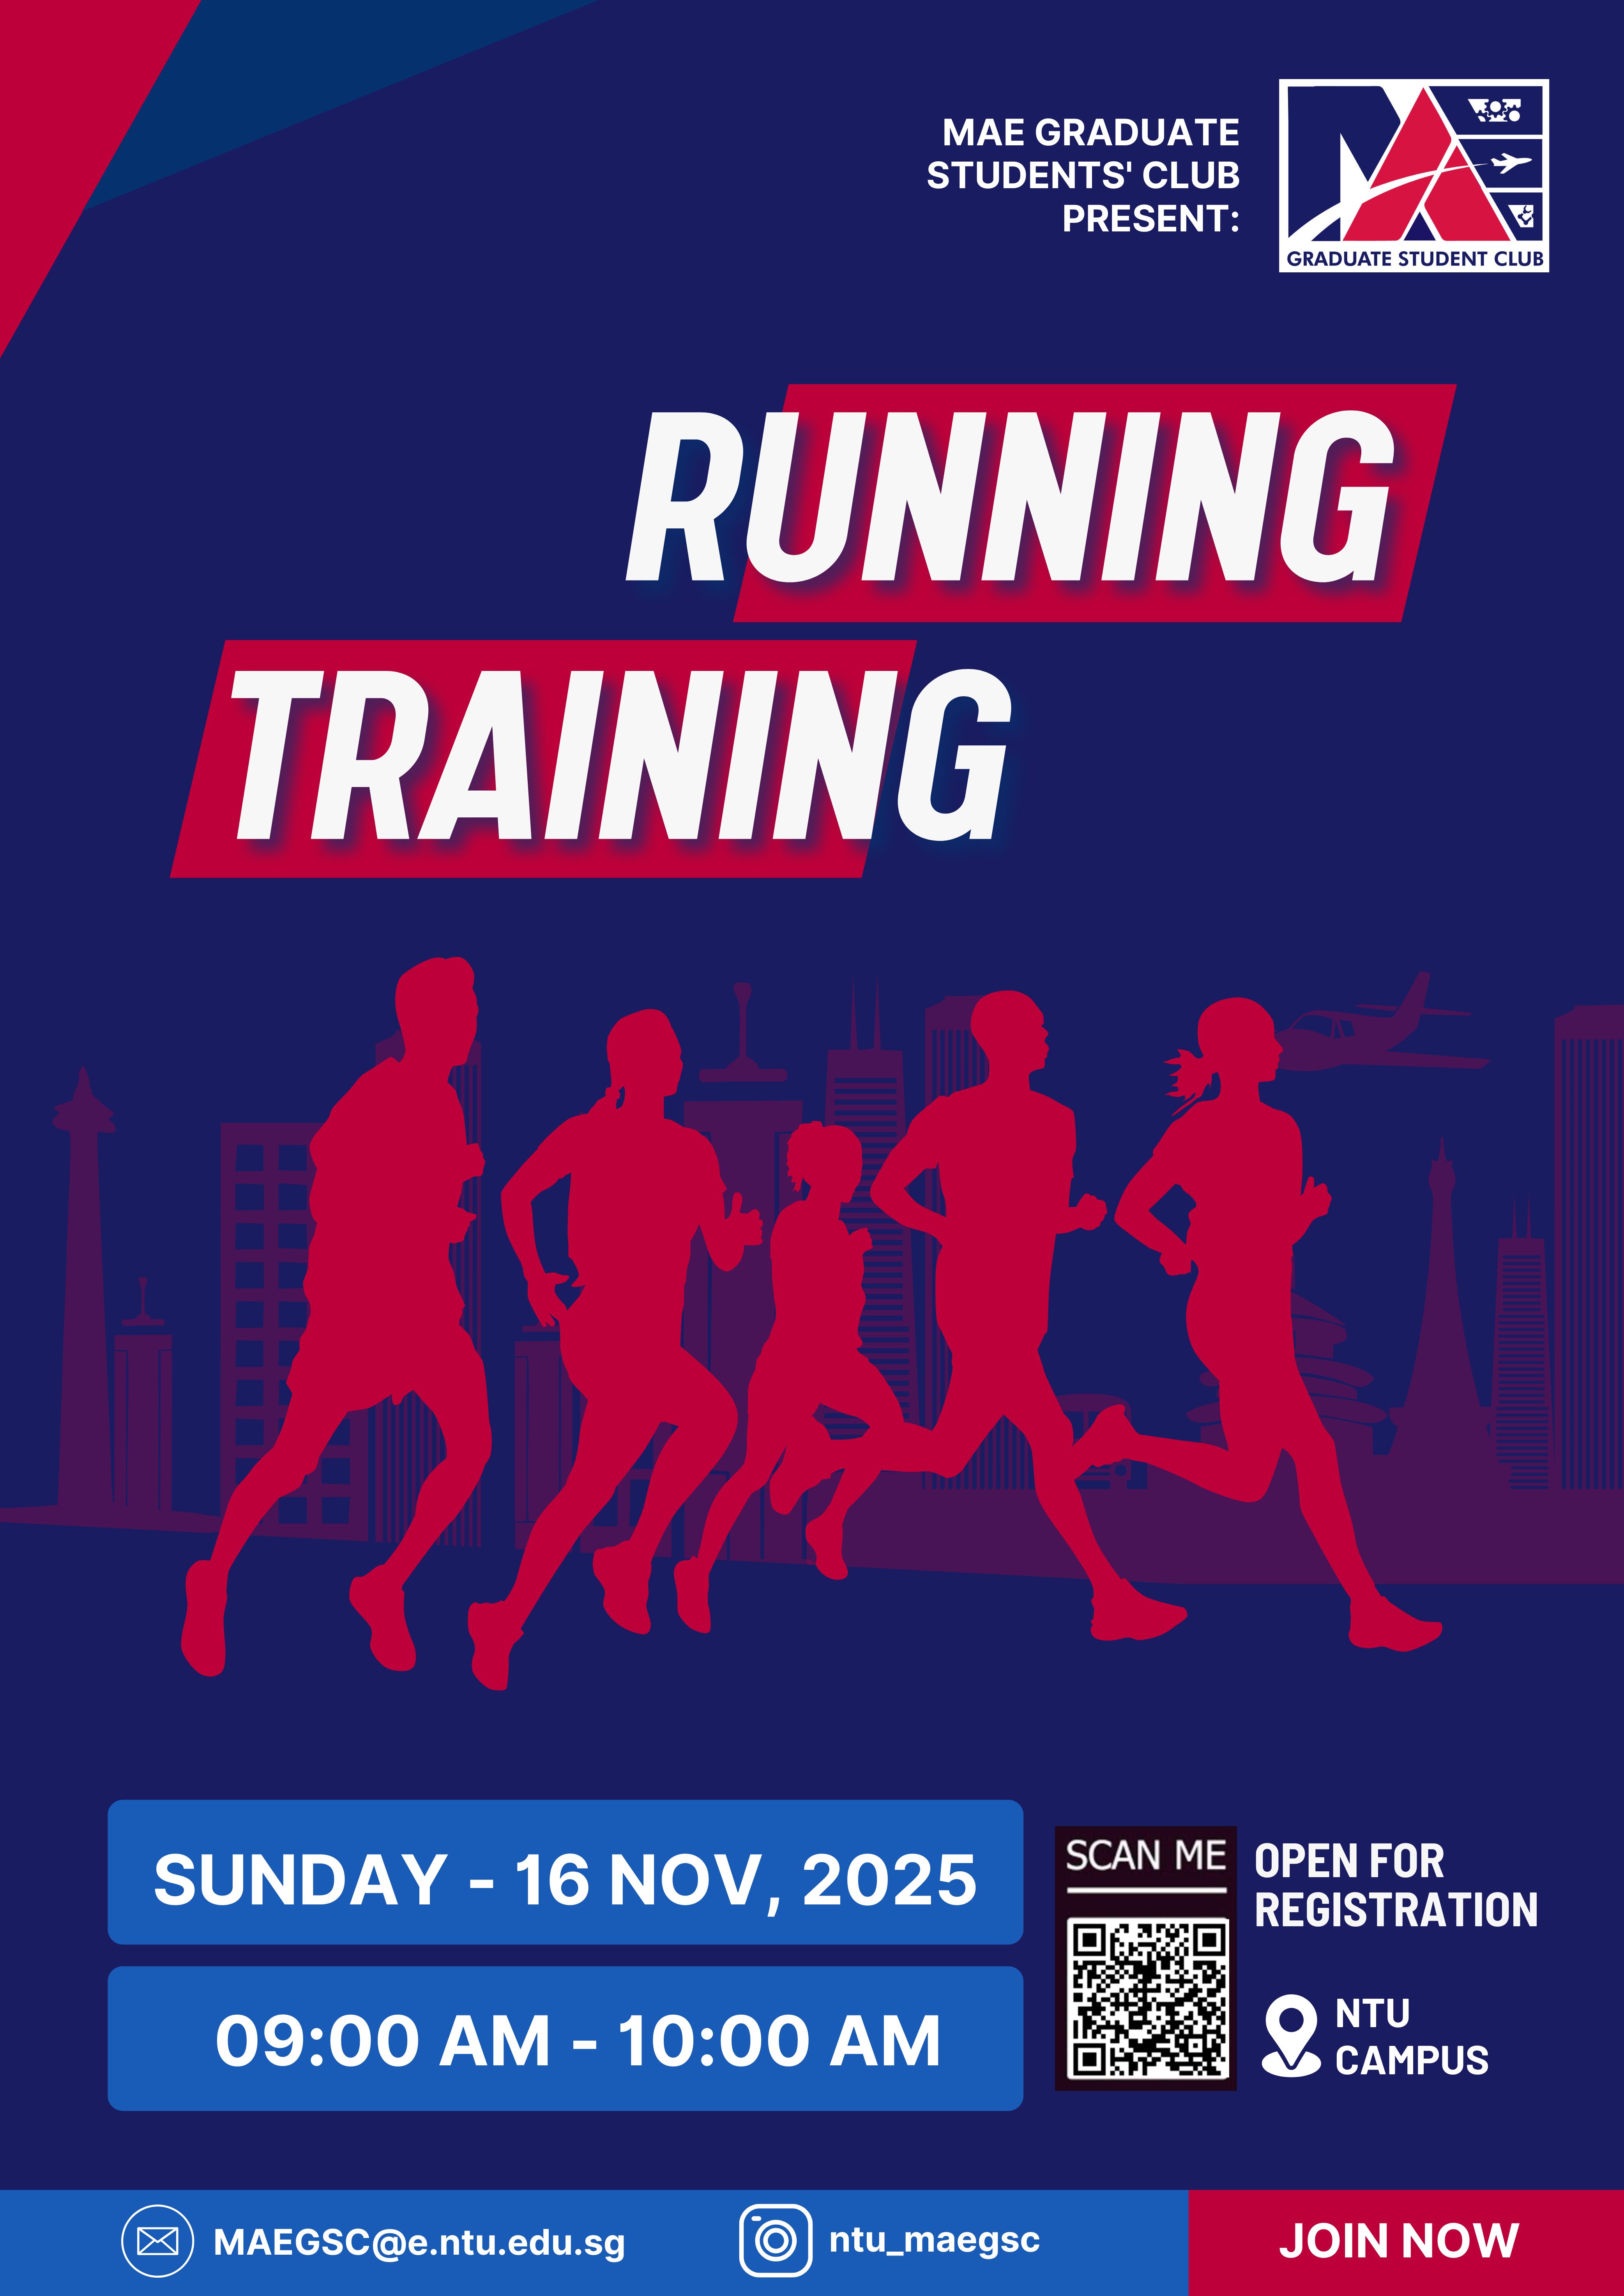 MAE GRADUATE
STUDENTS' CLUB
PRESENT:
GRADUATE STUDENT CLUB
RUNNING
TRAINING
SUNDAY - 16 NOV, 2025
09:00 AM - 10:00 AM
SCAN ME
OPEN FOR
REGISTRATION
NTU
CAMPUS
MAEGSC@e.ntu.edu.sg
ntu_maegsc
JOIN NOW